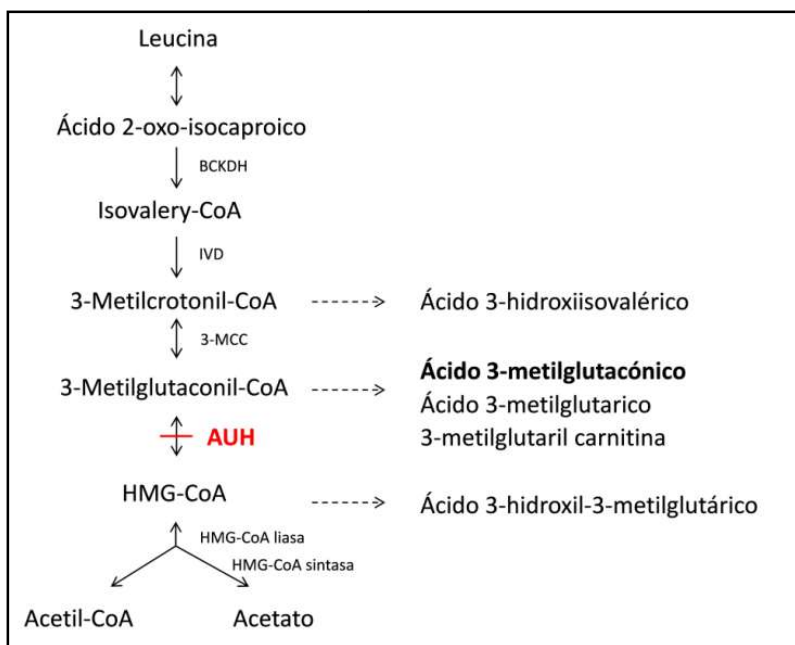 Leucina
Ácido 2-oxo-isocaproico
BCKDH
Isovalery-CoA
IVD
3-Metilcrotonil-CoA
Ácido 3-hidroxiisovalérico
3-MCC
3-Metilglutaconil-CoA
Ácido 3-metilglutacónico
Ácido 3-metilglutarico
3-metilglutaril carnitina
AUH
HMG-CoA
Ácido 3-hidroxil-3-metilglutárico
HMG-CoA liasa
HMG-CoA sintasa
Acetil-CoA
Acetato